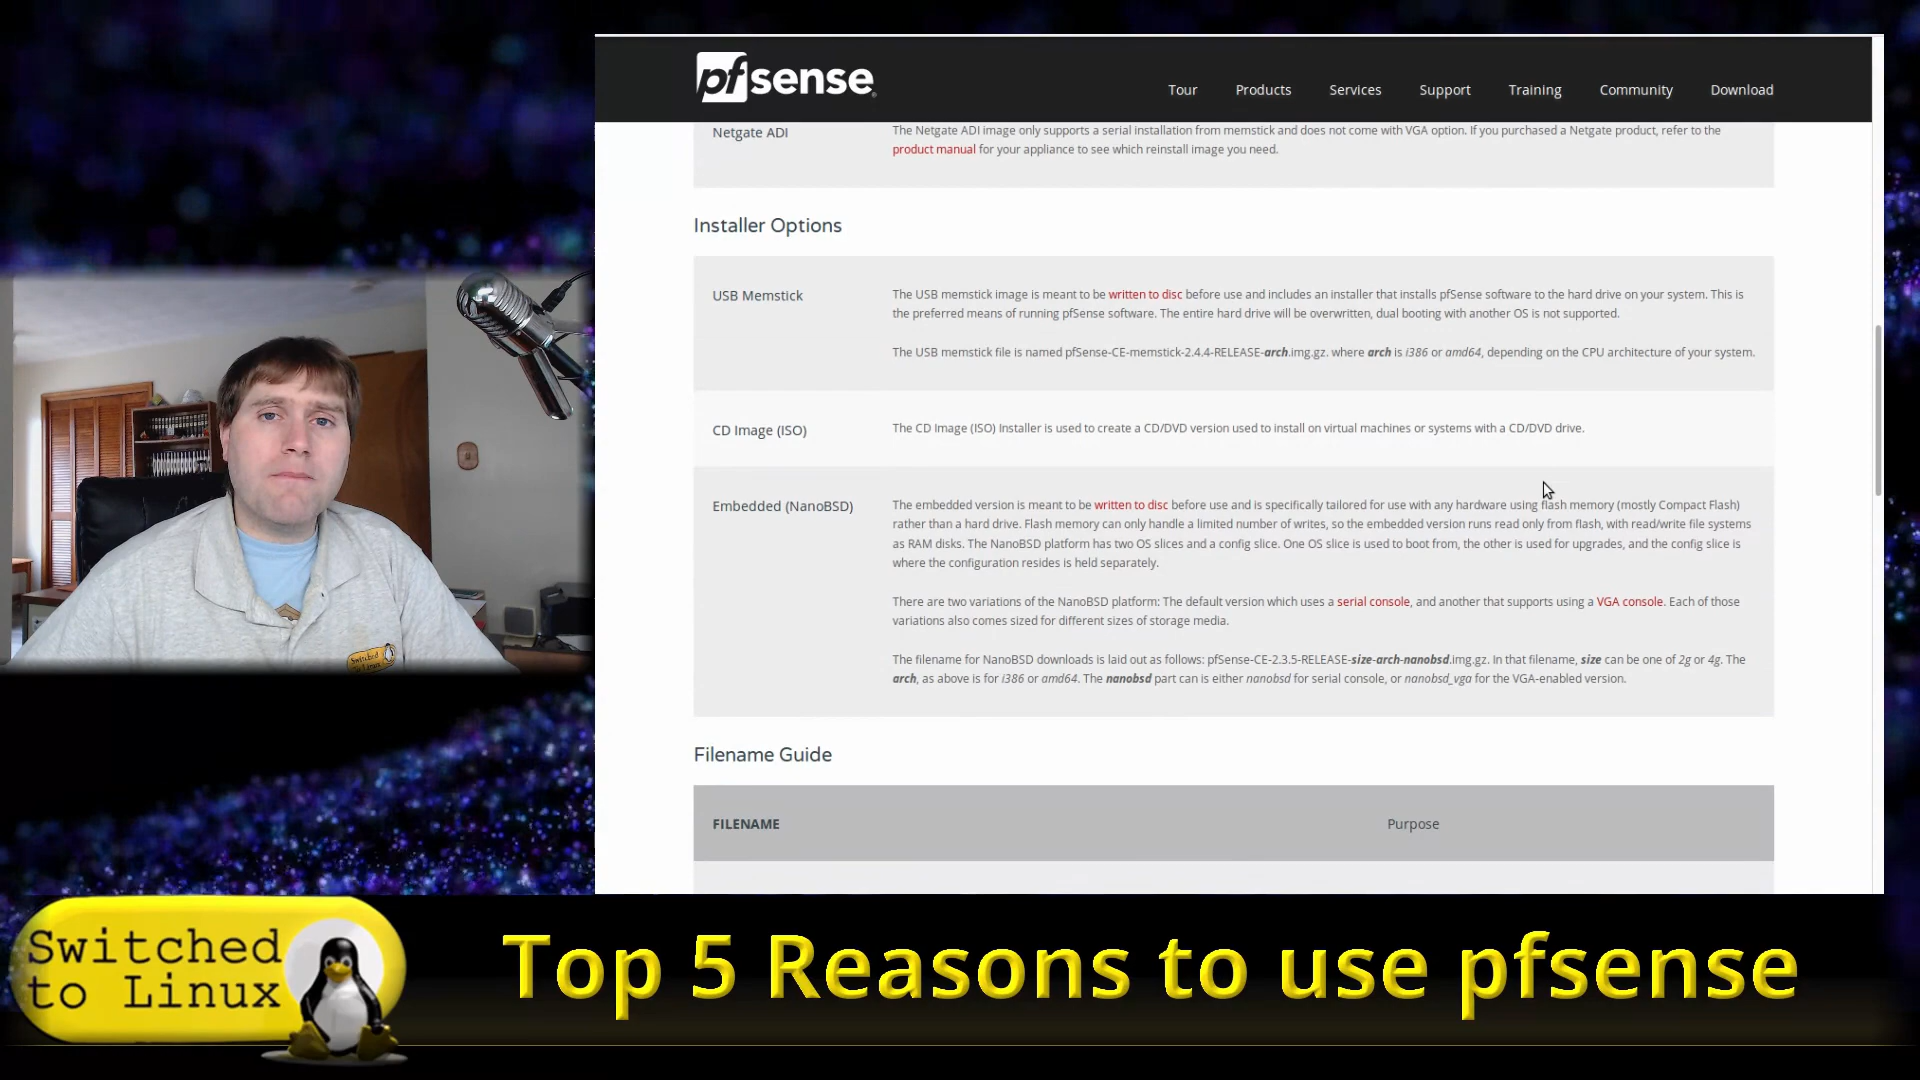 pfsense
Tour Products Services Support Training Community Download
Netgate ADI
The Netgate ADI image only supports a serial installation from memstick and does not come with VGA option. If you purchased a Netgate product, refer to the
product manual for your appliance to see which reinstall image you need.
Installer Options
USB Memstick
The USB memstick image is meant to be written to disc before use and includes an installer that installs pfSense software to the hard drive on your system. This is
the preferred means of running pfSense software. The entire hard drive will be overwritten, dual booting with another OS is not supported.
The USB memstick file is named pfSense-CE-memstick-2.4.4-RELEASE-arch.img.gz. where arch is i386 or amd64, depending on the CPU architecture of your system.
CD Image (ISO)
The CD Image (ISO) Installer is used to create a CD/DVD version used to install on virtual machines or systems with a CD/DVD drive.
Embedded (NanoBSD)
The embedded version is meant to be written to disc before use and is specifically tailored for use with any hardware using flash memory (mostly Compact Flash)
rather than a hard drive. Flash memory can only handle a limited number of writes, so the embedded version runs read only from flash, with read/write file systems
as RAM disks. The NanoBSD platform has two OS slices and a config slice. One OS slice is used to boot from, the other is used for upgrades, and the config slice is
where the configuration resides is held separately.
There are two variations of the NanoBSD platform: The default version which uses a serial console, and another that supports using a VGA console. Each of those
variations also comes sized for different sizes of storage media.
The filename for NanoBSD downloads is laid out as follows: pfSense-CE-2.3.5-RELEASE-size-arch-nanobsd.img.gz. In that filename, size can be one of 2g or 4g. The
arch, as above is for i386 or amd64. The nanobsd part can is either nanobsd for serial console, or nanobsd_vga for the VGA-enabled version.
Filename Guide
FILENAME Purpose
Switched
to Linux
Top 5 Reasons to use pfsense